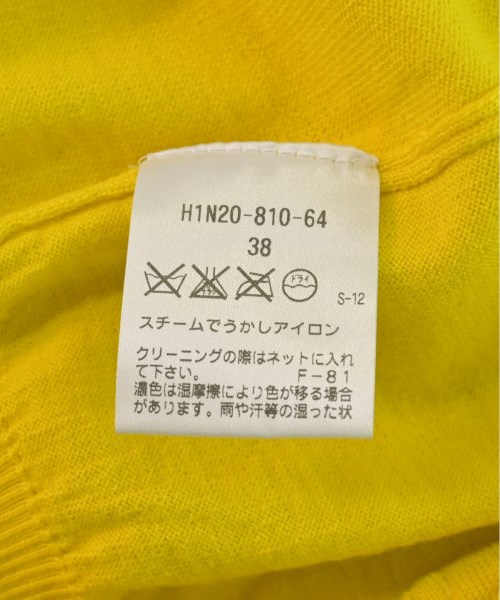 H1N20-810-64
38
ドライ
S-12
スチームでうかしアイロン
クリーニングの際はネットに入れ
て下さい。 F-81
濃色は湿摩擦により色が移る場合
があります。雨や汗等の湿った状